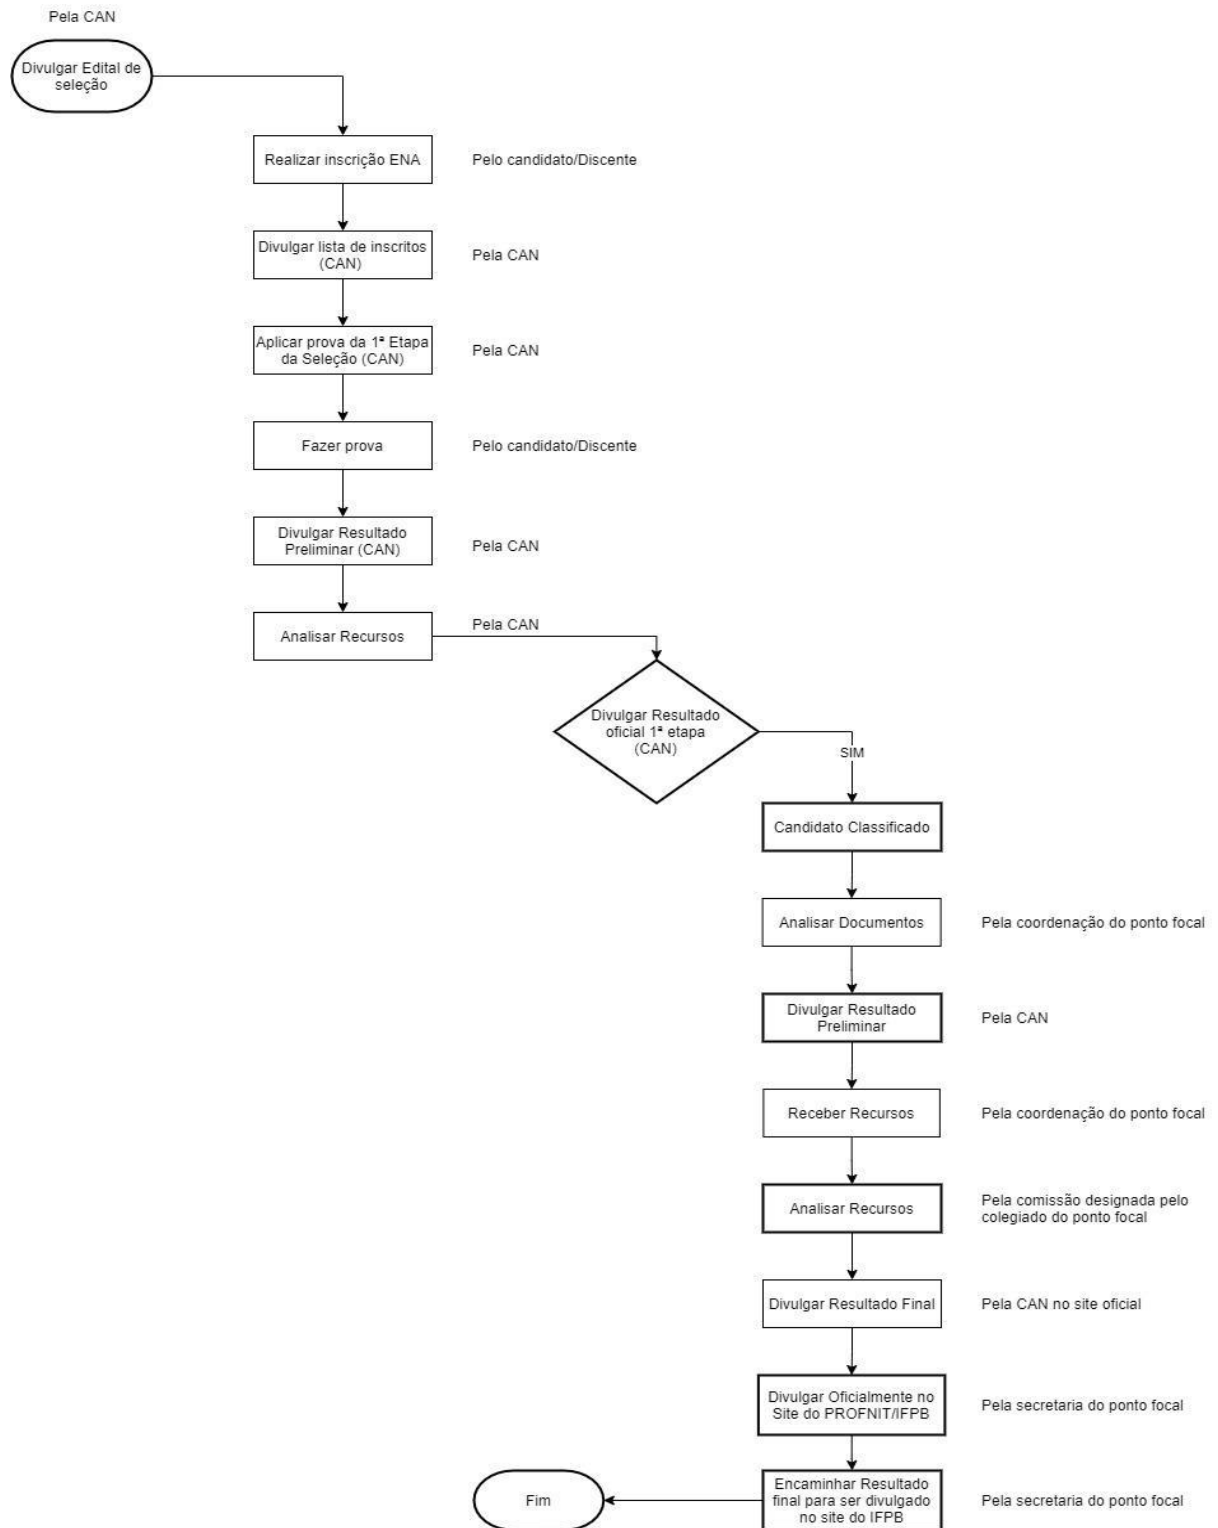 Pela CAN
Divulgar Edital de
seleção
Realizar inscrição ENA
Pelo candidato/Discente
Divulgar lista de inscritos
(CAN)
Pela CAN
Aplicar prova da 1ª Etapa
da Seleção (CAN)
Pela CAN
Fazer prova
Pelo candidato/Discente
Divulgar Resultado
Preliminar (CAN)
Pela CAN
Analisar Recursos
Pela CAN
Divulgar Resultado
oficial 1ª etapa
(CAN)
SIM
Candidato Classificado
Analisar Documentos
Pela coordenação do ponto focal
Divulgar Resultado
Preliminar
Pela CAN
Receber Recursos
Pela coordenação do ponto focal
Analisar Recursos
Pela comissão designada pelo
colegiado do ponto focal
Divulgar Resultado Final
Pela CAN no site oficial
Divulgar Oficialmente no
Site do PROFNIT/IFPB
Pela secretaria do ponto focal
Encaminhar Resultado
final para ser divulgado
no site do IFPB
Pela secretaria do ponto focal
Fim